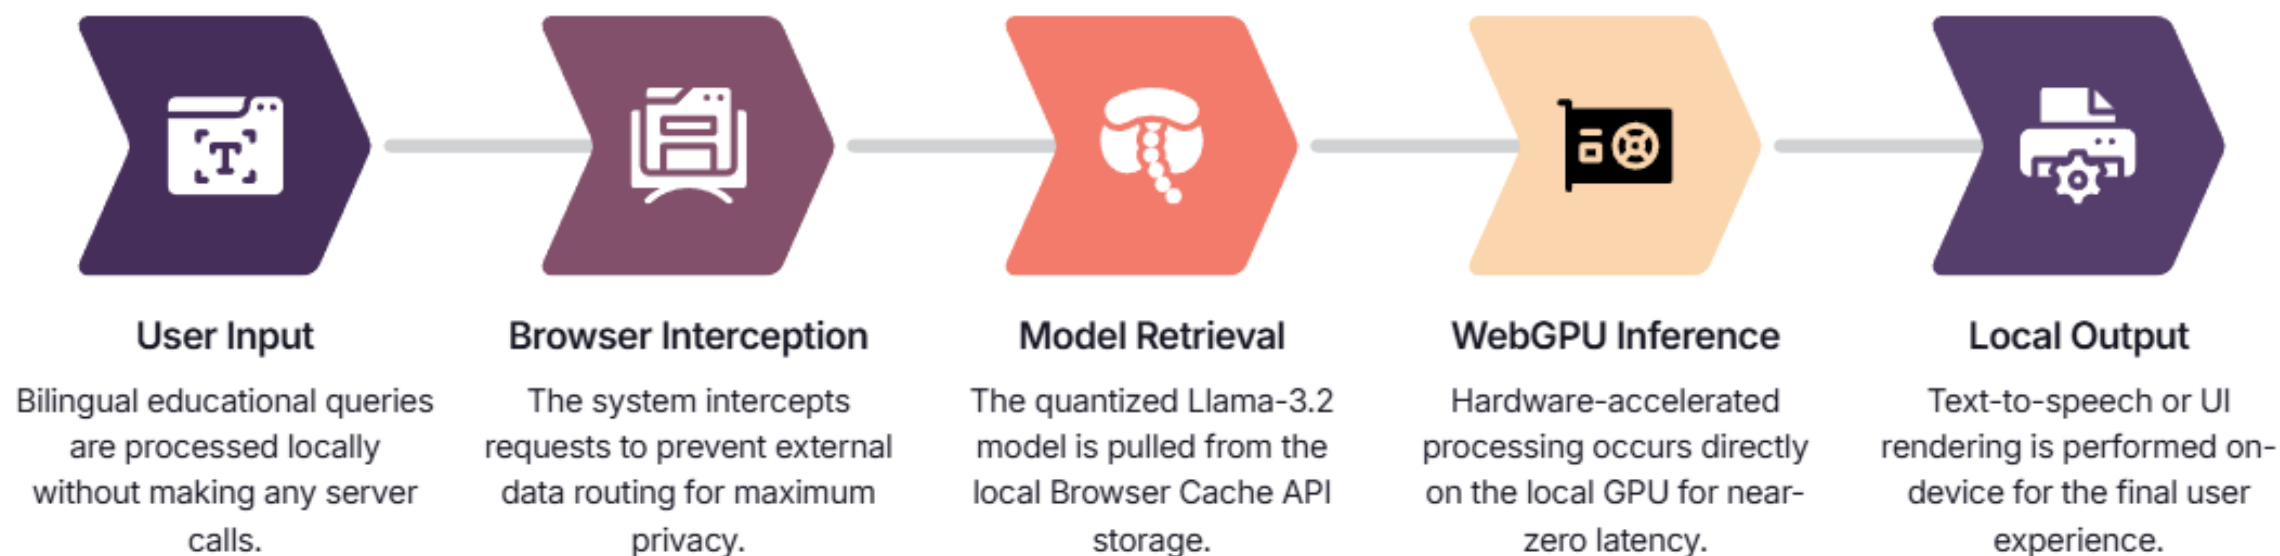 T
User Input
Bilingual educational queries
are processed locally
without making any server
calls.
Browser Interception
The system intercepts
requests to prevent external
data routing for maximum
privacy.
Model Retrieval
The quantized Llama-3.2
model is pulled from the
local Browser Cache API
storage.
WebGPU Inference
Hardware-accelerated
processing occurs directly
on the local GPU for near-
zero latency.
Local Output
Text-to-speech or UI
rendering is performed on-
device for the final user
experience.